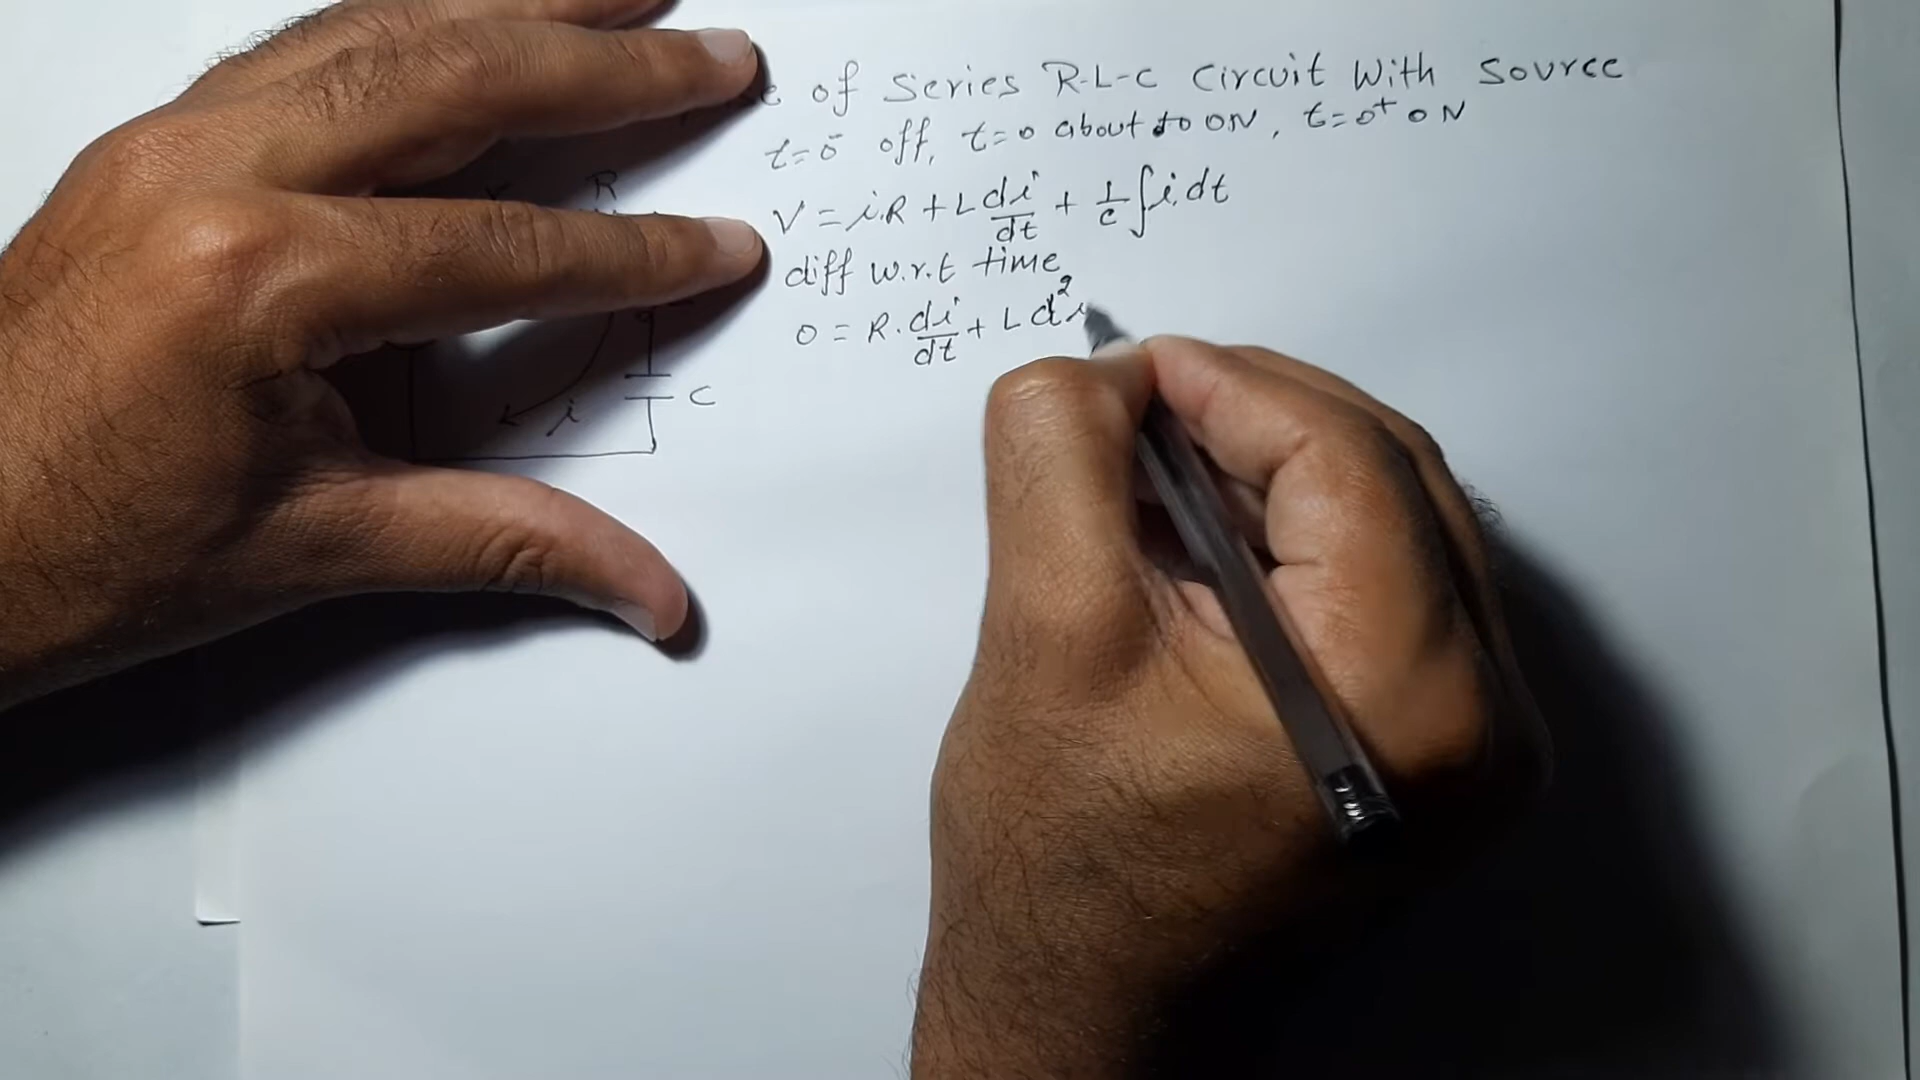 of Series R-L-C Circuit With Source
t=0⁻ off, t=0 about to ON, t=0⁺ ON
V = i.R + L di/dt + 1/C ∫i.dt
diff w.r.t time
0 = R. di/dt + L d²i
R
C
i